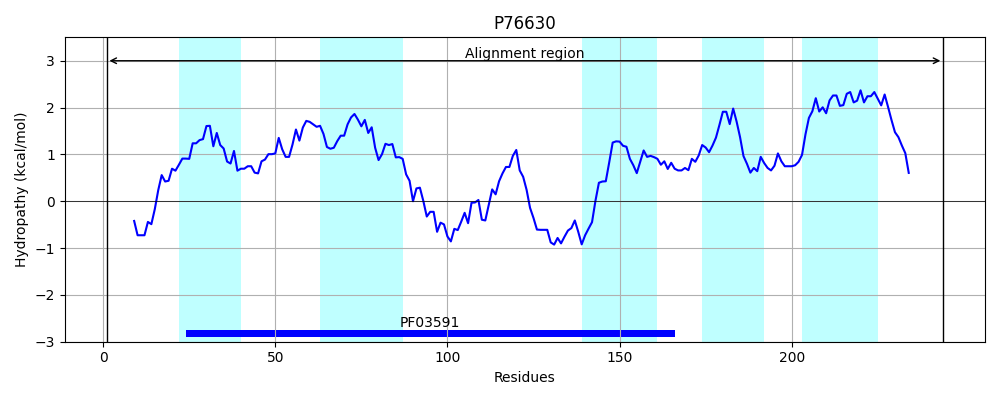 P76630
Alignment region
3
2
1
0
−1
−2
−3
Hydropathy (kcal/mol)
PF03591
0
50
100
150
200
Residues